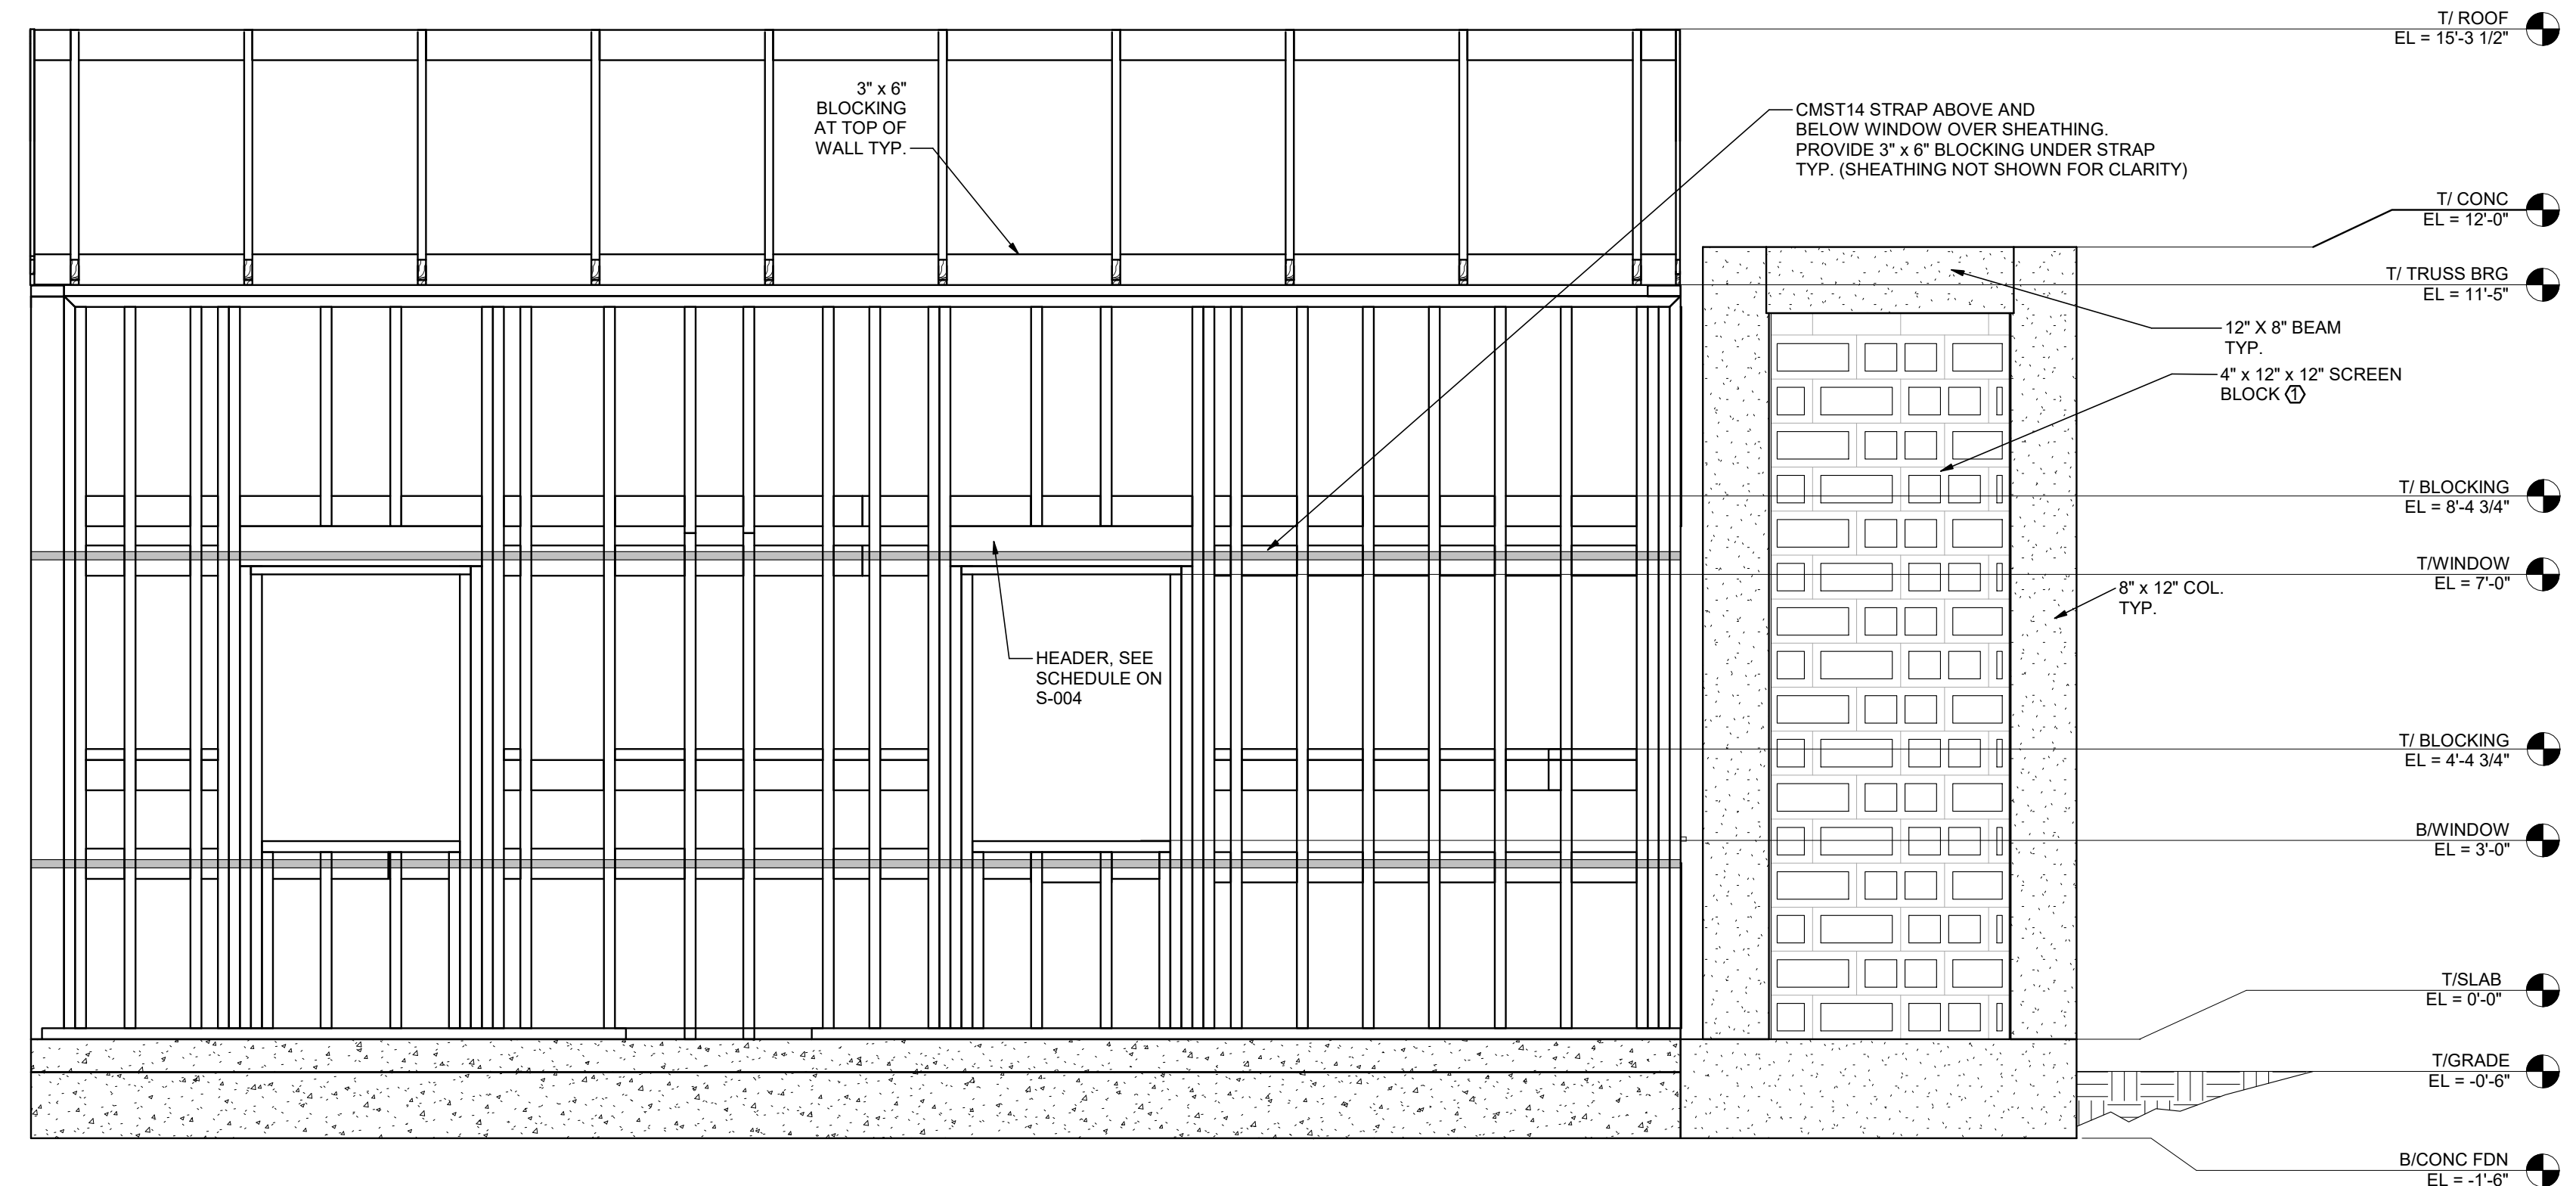 T/ ROOF
EL = 15'-3 1/2"
3" x 6"
BLOCKING
AT TOP OF
WALL TYP.
CMST14 STRAP ABOVE AND
BELOW WINDOW OVER SHEATHING.
PROVIDE 3" x 6" BLOCKING UNDER STRAP
TYP. (SHEATHING NOT SHOWN FOR CLARITY)
T/ CONC
EL = 12'-0"
T/ TRUSS BRG
EL = 11'-5"
12" X 8" BEAM
TYP.
4" x 12" x 12" SCREEN
BLOCK 1
T/ BLOCKING
EL = 8'-4 3/4"
T/WINDOW
EL = 7'-0"
8" x 12" COL.
TYP.
HEADER, SEE
SCHEDULE ON
S-004
T/ BLOCKING
EL = 4'-4 3/4"
B/WINDOW
EL = 3'-0"
T/SLAB
EL = 0'-0"
T/GRADE
EL = -0'-6"
B/CONC FDN
EL = -1'-6"